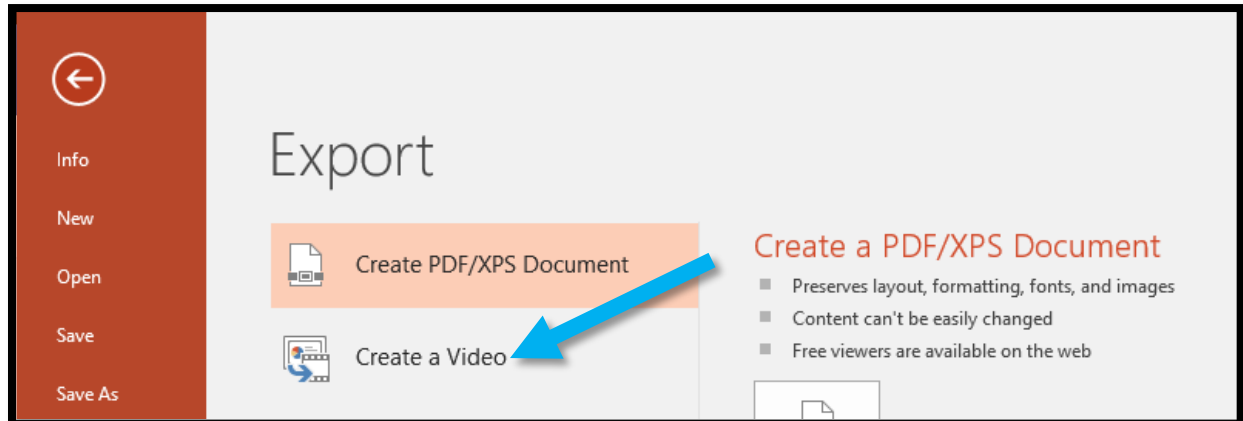 Info
New
Open
Save
Save As
Export
Create PDF/XPS Document
Create a Video
Create a PDF/XPS Document
Preserves layout, formatting, fonts, and images
Content can't be easily changed
Free viewers are available on the web